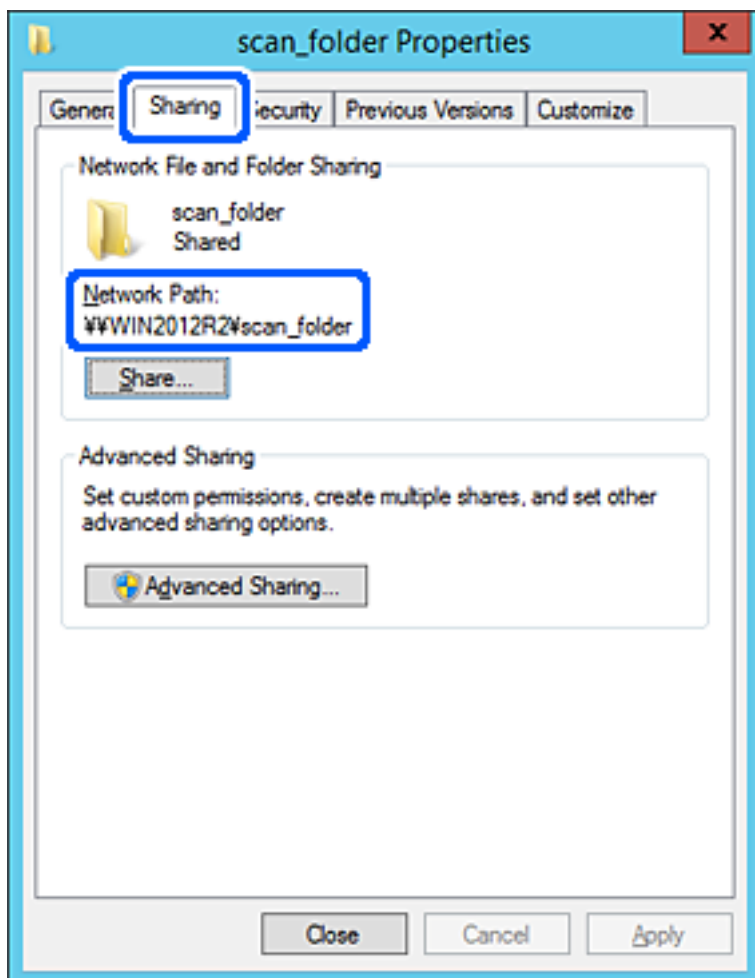 scan_folder Properties
x
Genera Sharing ecurity Previous Versions Customize
Network File and Folder Sharing
scan_folder
Shared
Network Path:
¥¥WIN2012R2¥scan_folder
Share...
Advanced Sharing
Set custom permissions, create multiple shares, and set other
advanced sharing options.
Advanced Sharing...
Close Cancel Apply